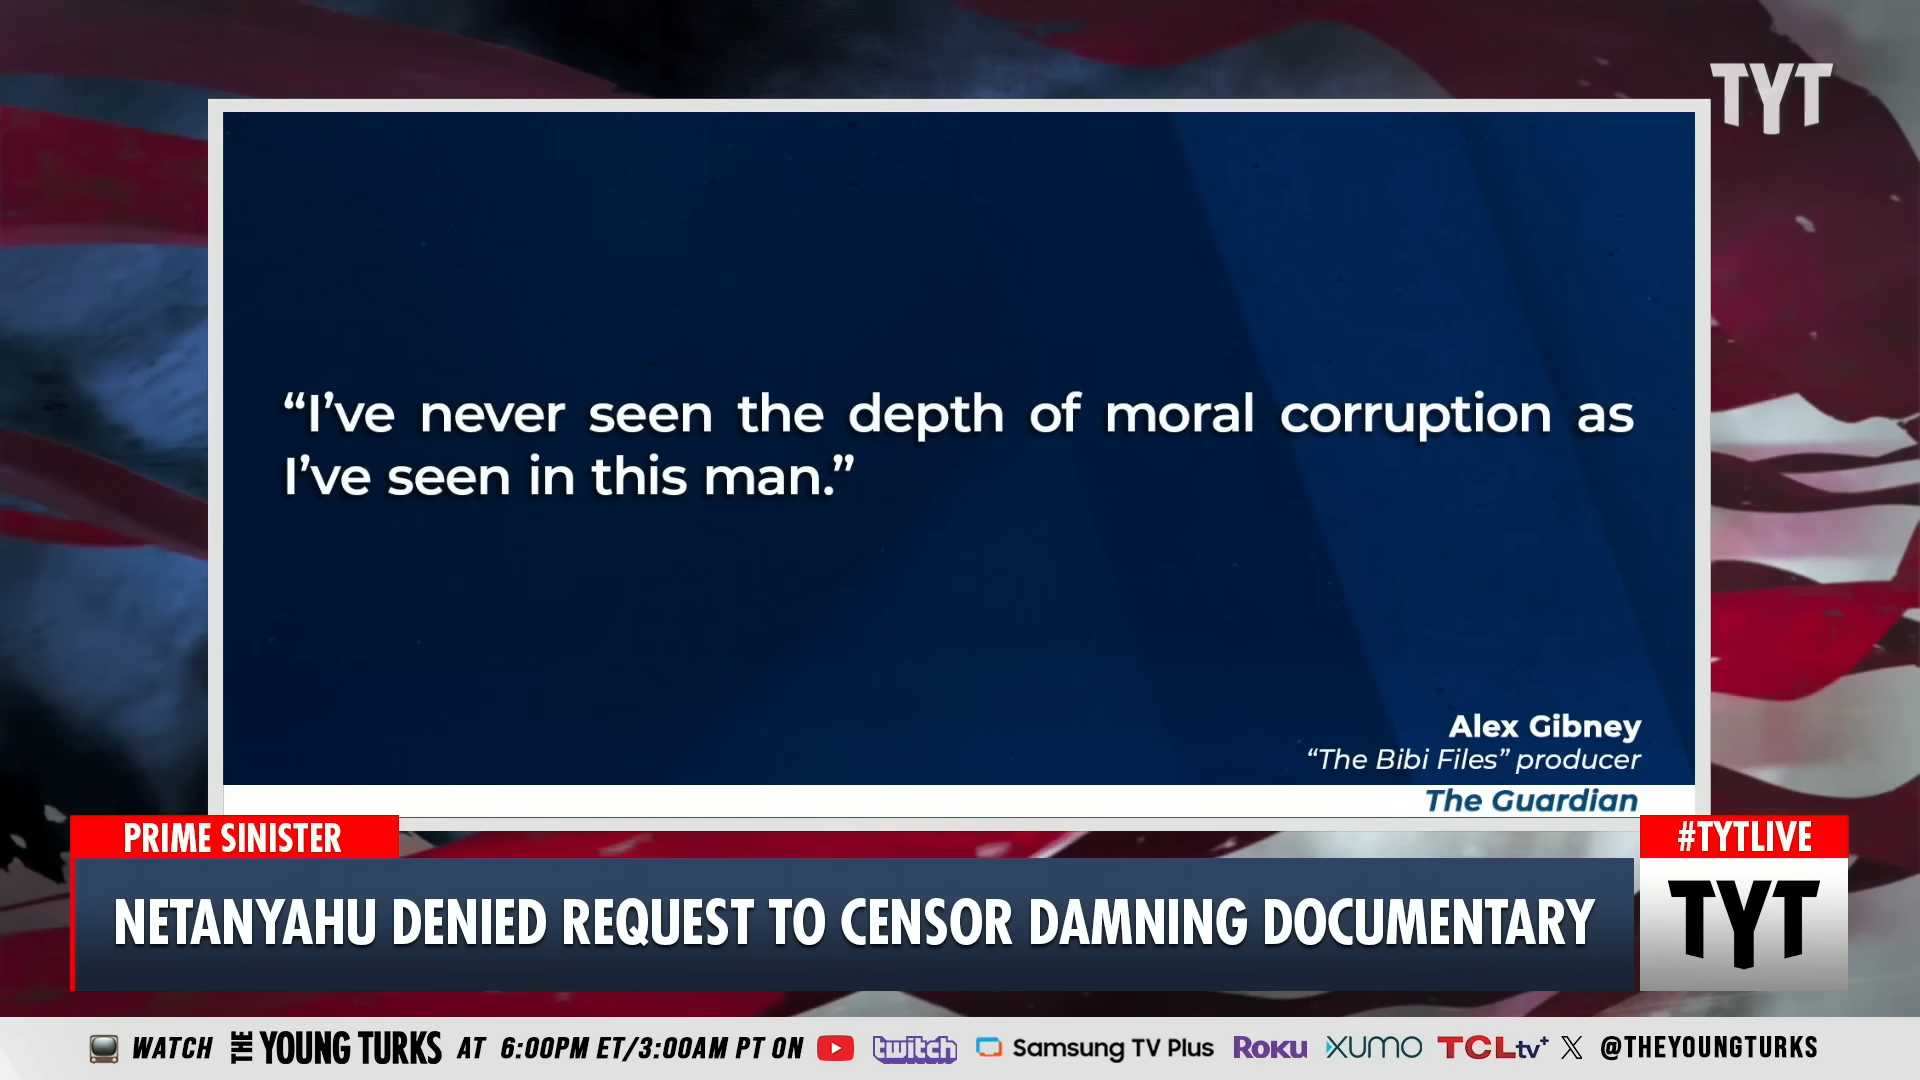 TYT
“I’ve never seen the depth of moral corruption as
I’ve seen in this man.”
Alex Gibney
“The Bibi Files” producer
The Guardian
PRIME SINISTER
#TYTLIVE
NETANYAHU DENIED REQUEST TO CENSOR DAMNING DOCUMENTARY
TYT
WATCH THE YOUNG TURKS AT 6:00PM ET/3:00AM PT ON twitch Samsung TV Plus ROKU XUMO TCL tv+ X @THEYOUNGTURKS